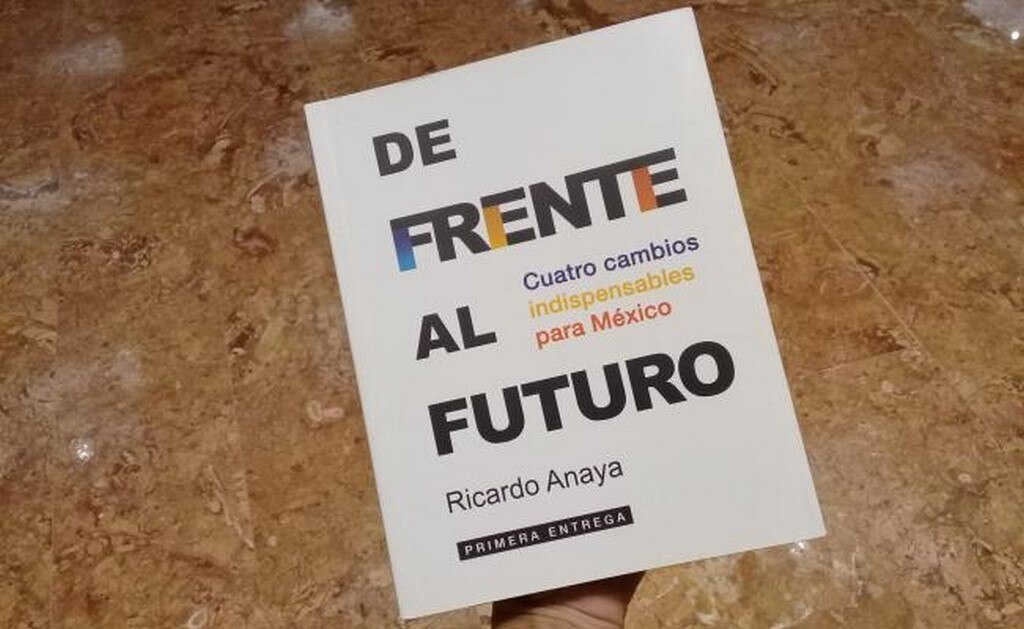 DE
FRENTE
Cuatro cambios
indispensables
para México
AL
FUTURO
Ricardo Anaya
PRIMERA ENTREGA